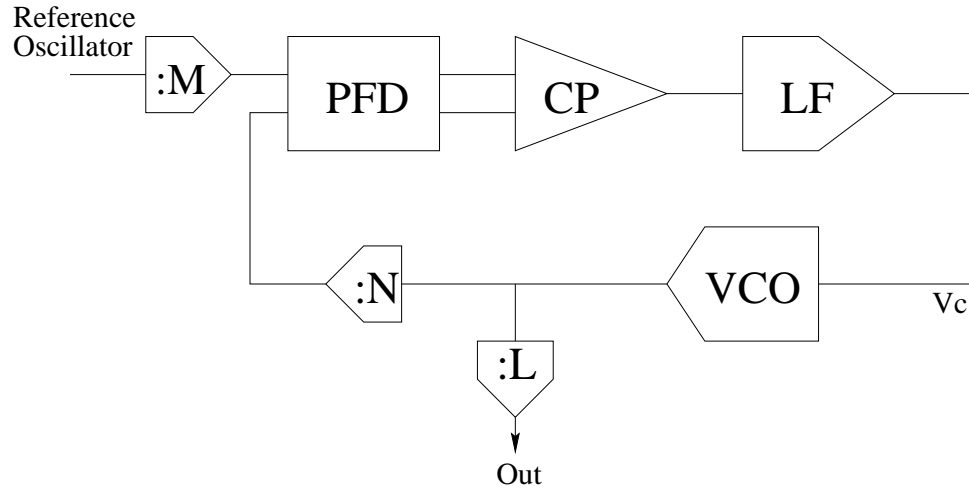 Reference
Oscillator
:M
PFD
CP
LF
:N
VCO
Vc
:L
Out